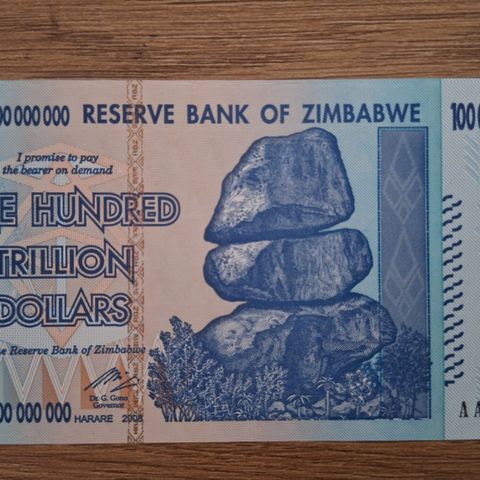 00 000 000 RESERVE BANK OF ZIMBABWE 100
I promise to pay
the bearer on demand
E HUNDRED
TRILLION
DOLLARS
e Reserve Bank of Zimbabwe
Dr. G. Gono
Governor
00 000 000 HARARE 2008
A A